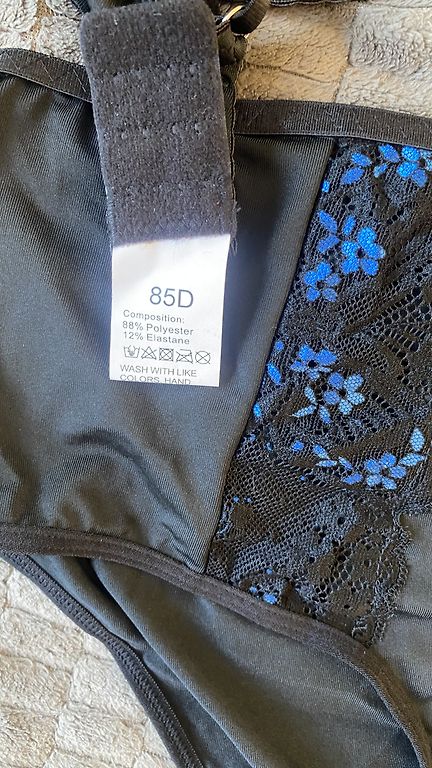 85D
Composition:
88% Polyester
12% Elastane
WASH WITH LIKE
COLORS, HAND